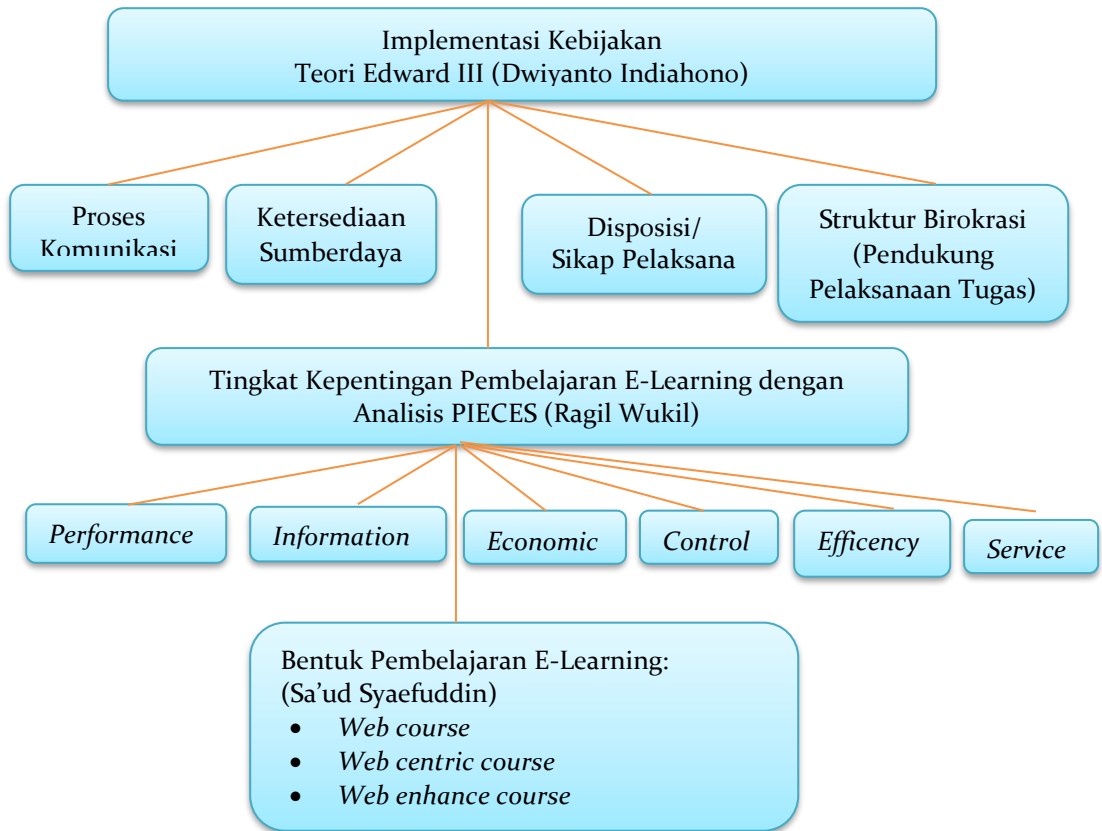 Implementasi Kebijakan
Teori Edward III (Dwiyanto Indiahono)
Proses
Komunikasi
Ketersediaan
Sumberdaya
Disposisi/
Sikap Pelaksana
Struktur Birokrasi
(Pendukung
Pelaksanaan Tugas)
Tingkat Kepentingan Pembelajaran E-Learning dengan
Analisis PIECES (Ragil Wukil)
Performance
Information
Economic
Control
Efficency
Service
Bentuk Pembelajaran E-Learning:
(Sa’ud Syaefuddin)
• Web course
• Web centric course
• Web enhance course